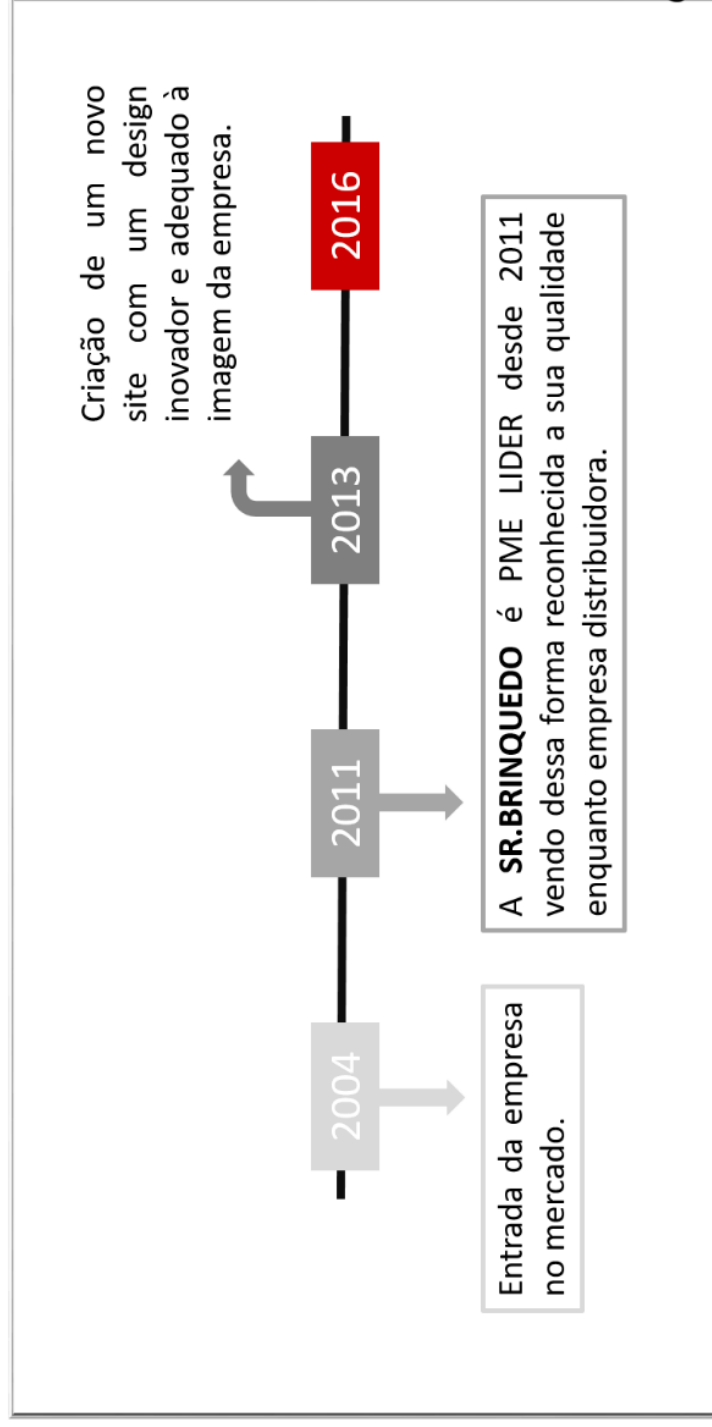 Criação de um novo
site com um design
inovador e adequado à
imagem da empresa.
2004
2011
2013
2016
Entrada da empresa
no mercado.
A SR.BRINQUEDO é PME LIDER desde 2011
vendo dessa forma reconhecida a sua qualidade
enquanto empresa distribuidora.